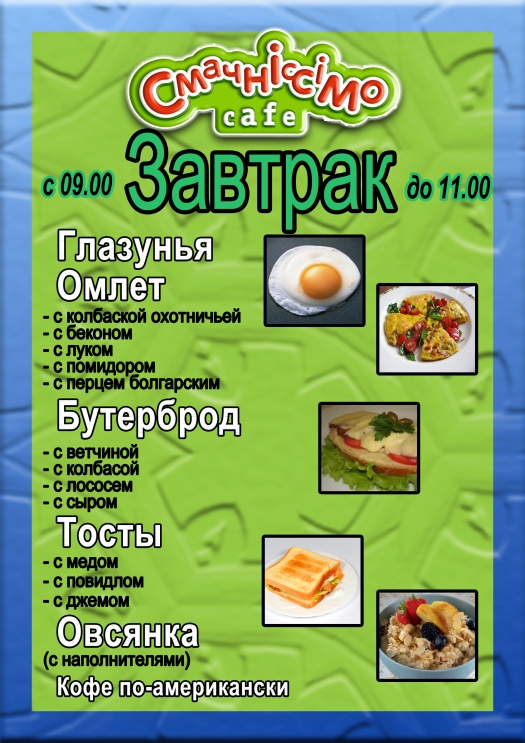 Смачніссімо
cafe
с 09.00 Завтрак до 11.00
Глазунья
Омлет
- с колбаской охотничьей
- с беконом
- с луком
- с помидором
- с перцем болгарским
Бутерброд
- с ветчиной
- с колбасой
- с лососем
- с сыром
Тосты
- с медом
- с повидлом
- с джемом
Овсянка
(с наполнителями)
Кофе по-американски